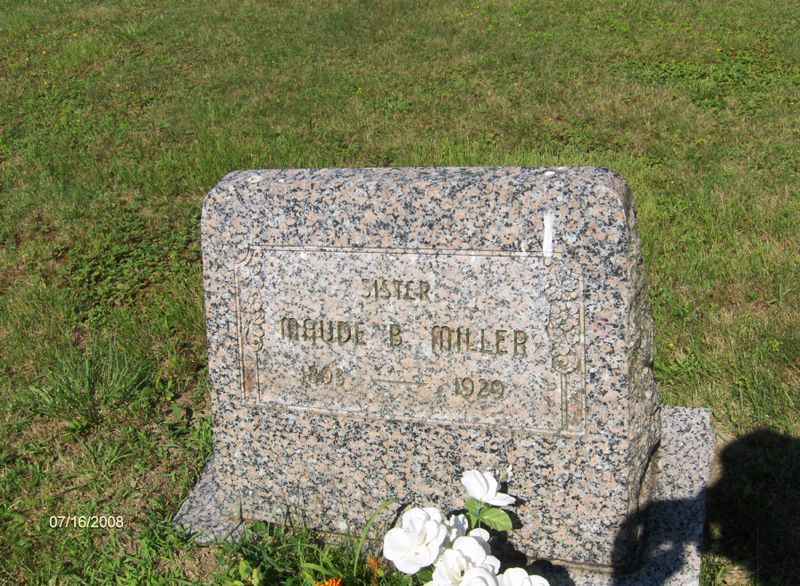 SISTER
MAUDE B. MILLER
1929
07/16/2008